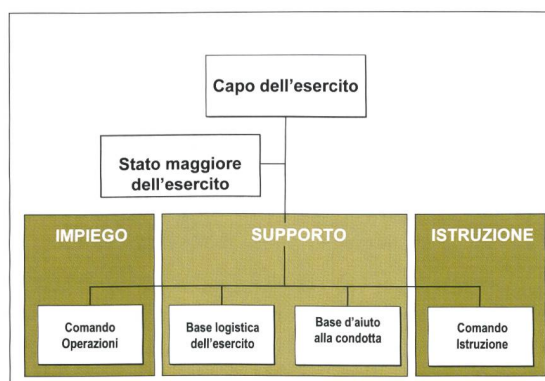 Capo dell'esercito
Stato maggiore
dell'esercito
IMPIEGO
SUPPORTO
ISTRUZIONE
Comando
Operazioni
Base logistica
dell'esercito
Base d'aiuto
alla condotta
Comando
Istruzione